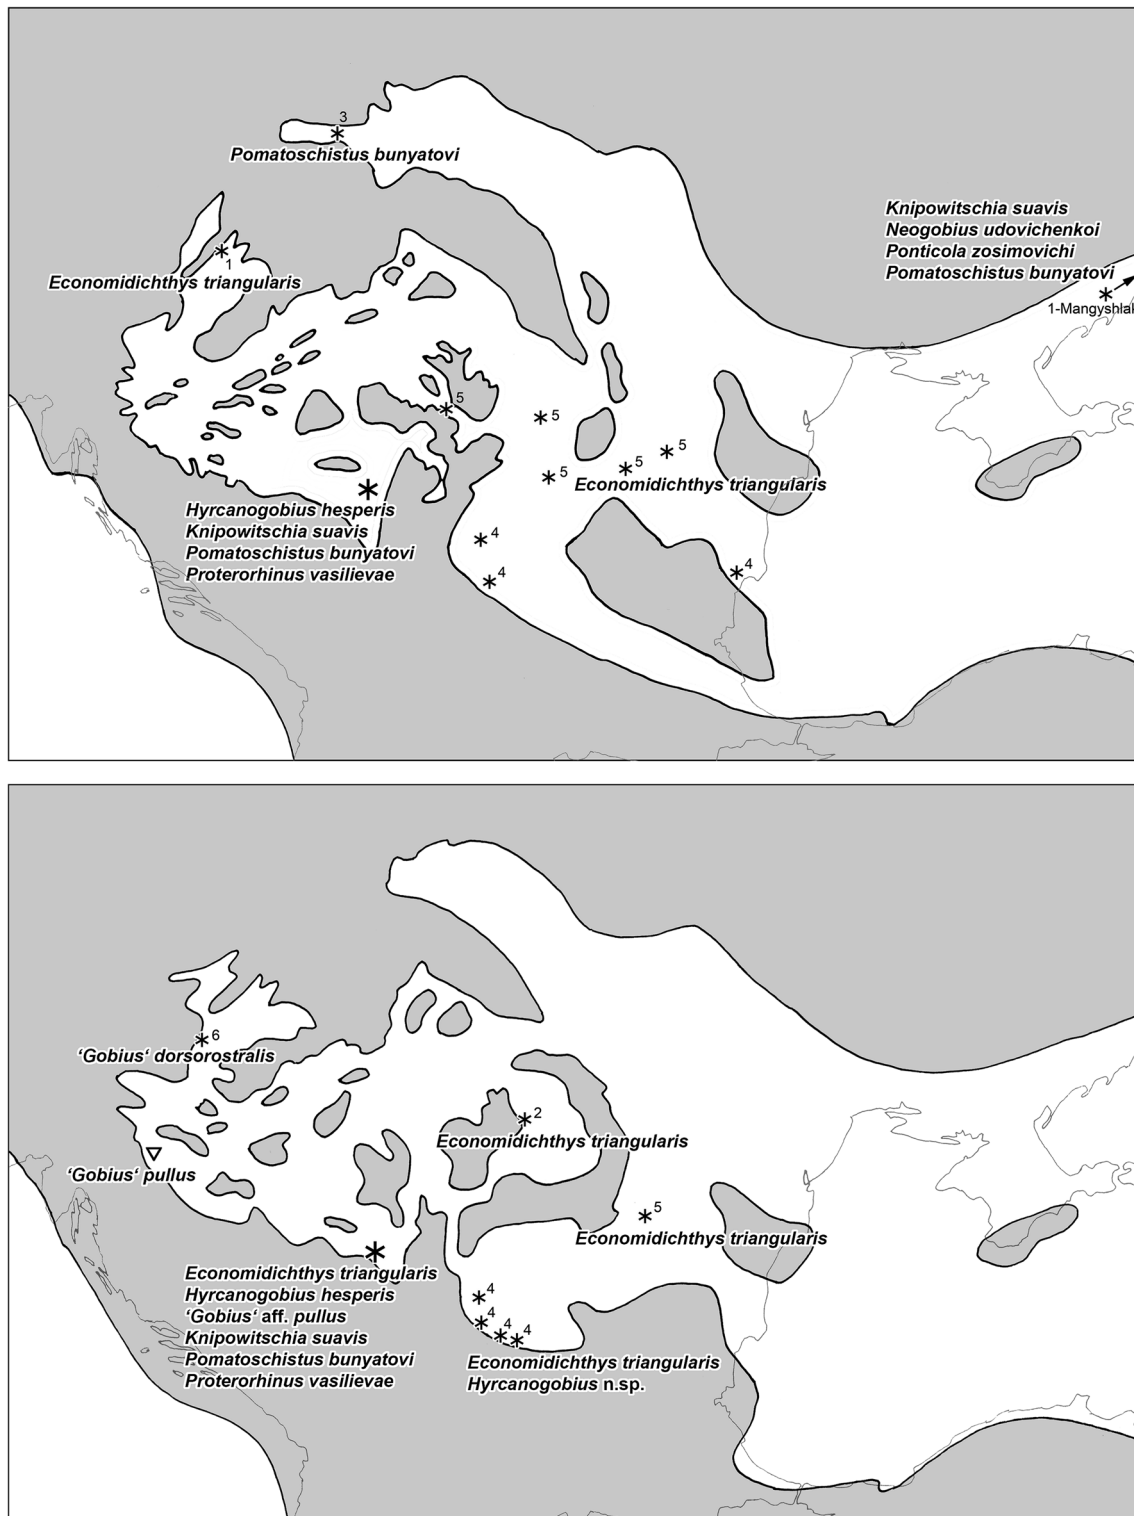 3
Pomatoschistus bunyatovi
1
Economidichthys triangularis
Knipowitschia suavis
Neogobius udovichenkoi
Ponticola zosimovichi
Pomatoschistus bunyatovi
1-Mangyshlak
5
5
5
5
5
Economidichthys triangularis
Hyrcanogobius hesperis
Knipowitschia suavis
Pomatoschistus bunyatovi
Proterorhinus vasilievae
4
4
4
6
‘Gobius‘ dorsorostralis
2
Economidichthys triangularis
‘Gobius‘ pullus
5
Economidichthys triangularis
Economidichthys triangularis
Hyrcanogobius hesperis
‘Gobius‘ aff. pullus
Knipowitschia suavis
Pomatoschistus bunyatovi
Proterorhinus vasilievae
4
4
4
4
Economidichthys triangularis
Hyrcanogobius n.sp.